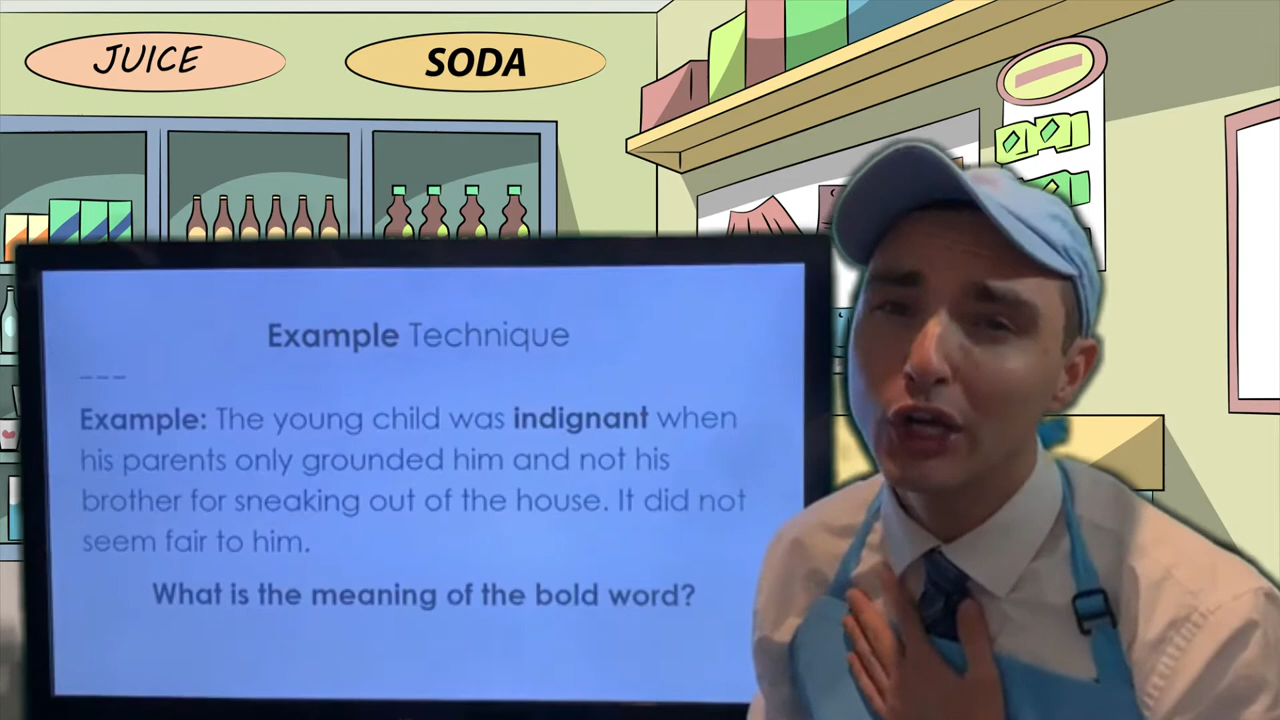 JUICE
SODA
Example Technique
Example: The young child was indignant when
his parents only grounded him and not his
brother for sneaking out of the house. It did not
seem fair to him.
What is the meaning of the bold word?